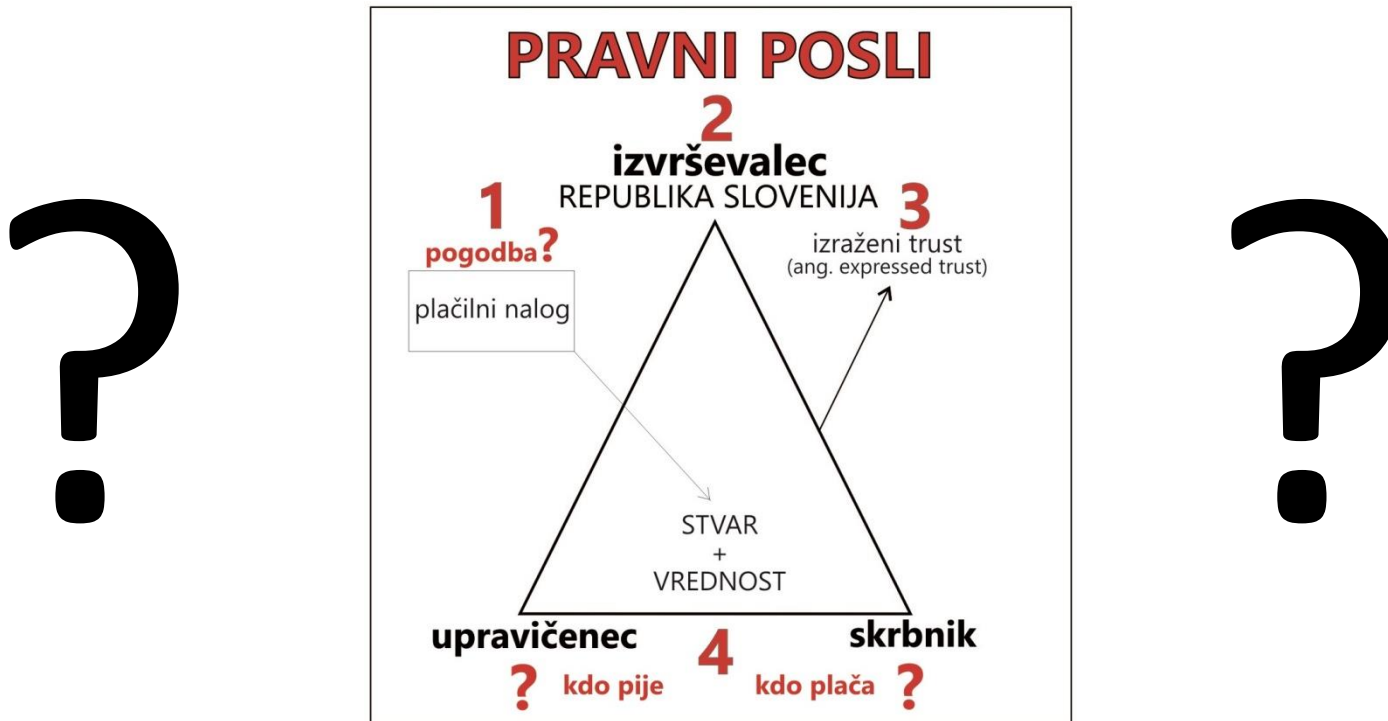 PRAVNI POSLI
2
izvrševalec
REPUBLIKA SLOVENIJA
1
pogodba?
plačilni nalog
3
izraženi trust
(ang. expressed trust)
STVAR
+
VREDNOST
upravičenec
skrbnik
4
? kdo pije
kdo plača ?
?
?